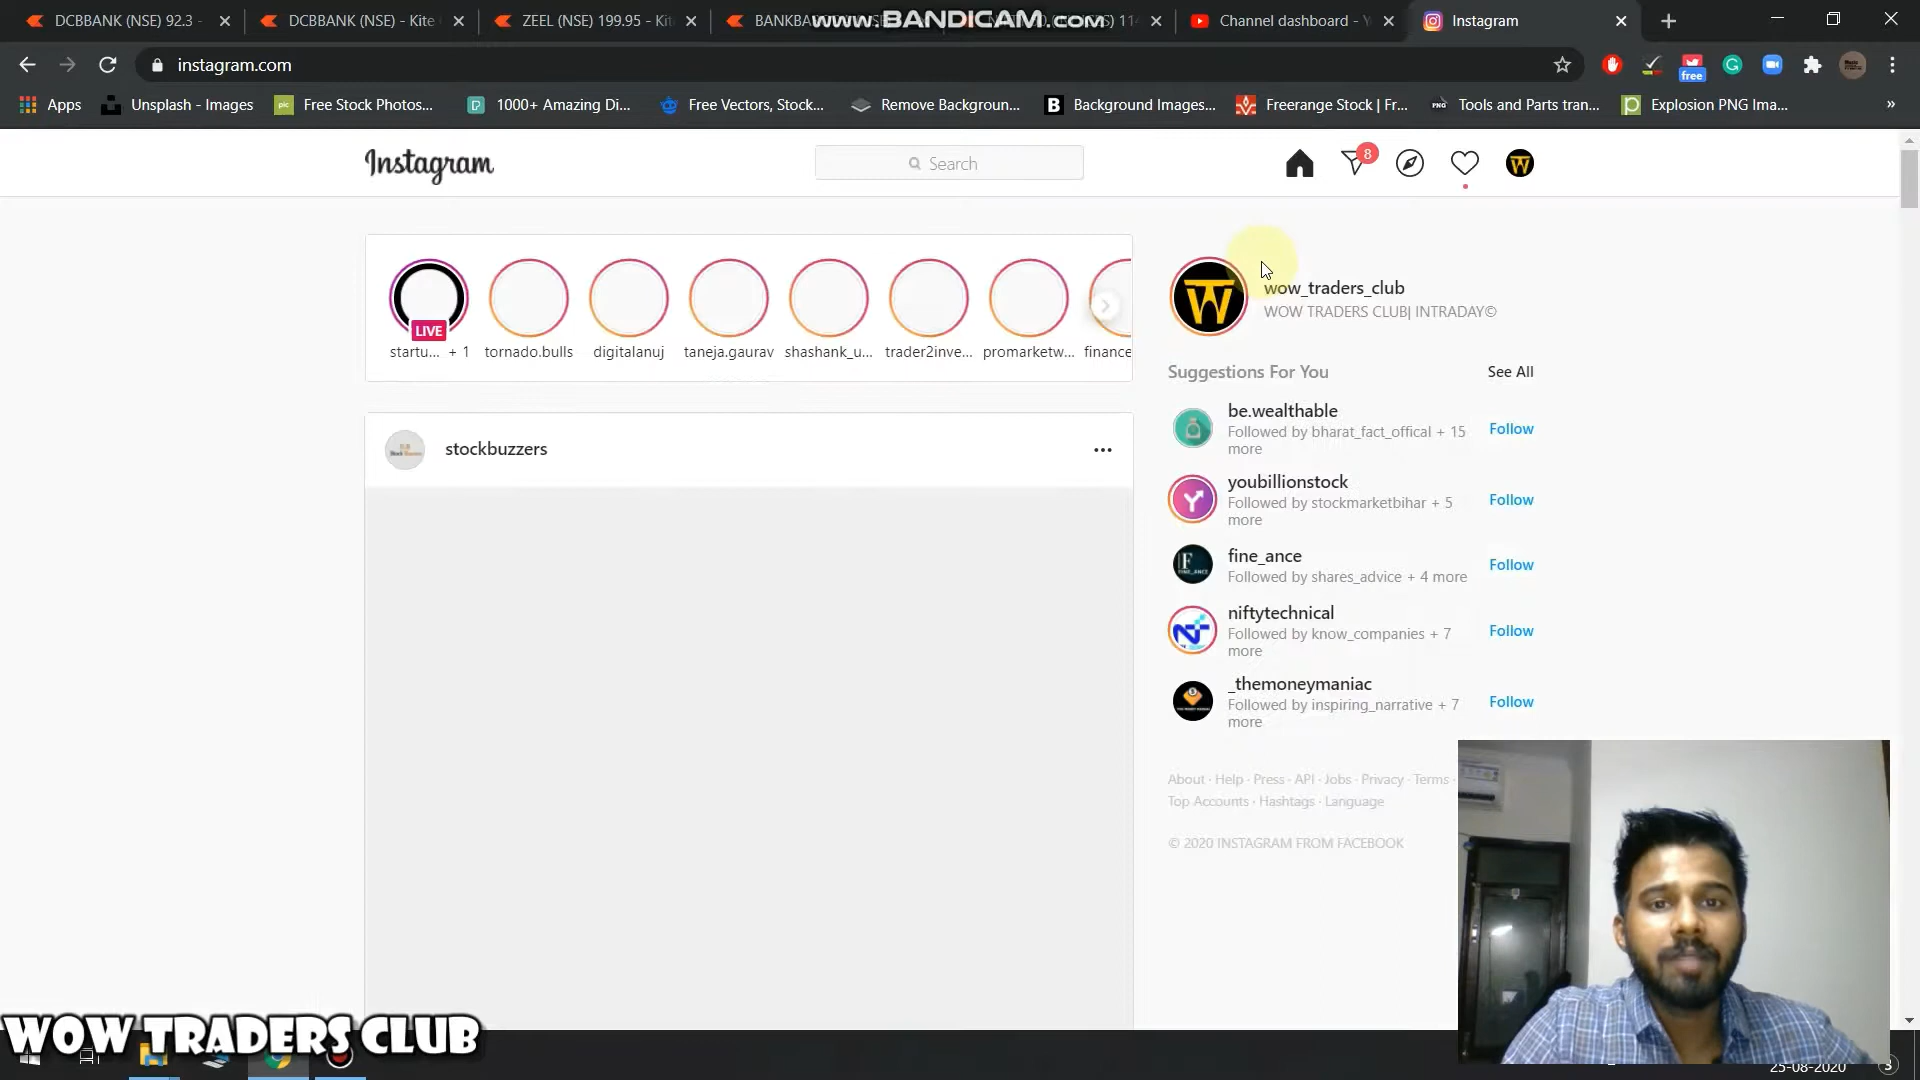 DCBBANK (NSE) 92.3 -
DCBBANK (NSE) - Kite
ZEEL (NSE) 199.95 - Kit
BANKBA
www.BANDICAM.com
Channel dashboard - Y
Instagram
instagram.com
free
Apps
Unsplash - Images
Free Stock Photos...
1000+ Amazing Di...
Free Vectors, Stock...
Remove Backgroun...
Background Images...
Freerange Stock | Fr...
Tools and Parts tran...
Explosion PNG Ima...
»
Instagram
Search
8
LIVE
startu... + 1
tornado.bulls
digitalanuj
taneja.gaurav
shashank_u...
trader2inve...
promarketw...
finance
wow_traders_club
WOW TRADERS CLUB| INTRADAY©
Suggestions For You
See All
be.wealthable
Followed by bharat_fact_offical + 15
more
Follow
youbillionstock
Followed by stockmarketbihar + 5
more
Follow
fine_ance
Followed by shares_advice + 4 more
Follow
niftytechnical
Followed by know_companies + 7
more
Follow
_themoneymaniac
Followed by inspiring_narrative + 7
more
Follow
stockbuzzers
About · Help · Press · API · Jobs · Privacy · Terms ·
Top Accounts · Hashtags · Language
© 2020 INSTAGRAM FROM FACEBOOK
WOW TRADERS CLUB
25-08-2020
3